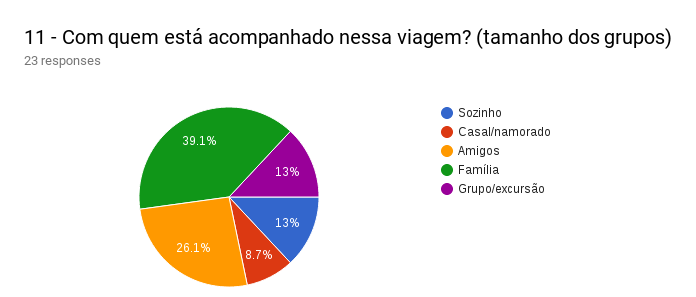 11 - Com quem está acompanhado nessa viagem? (tamanho dos grupos)
23 responses
Sozinho
Casal/namorado
Amigos
Família
Grupo/excursão
39.1%
13%
13%
26.1%
8.7%